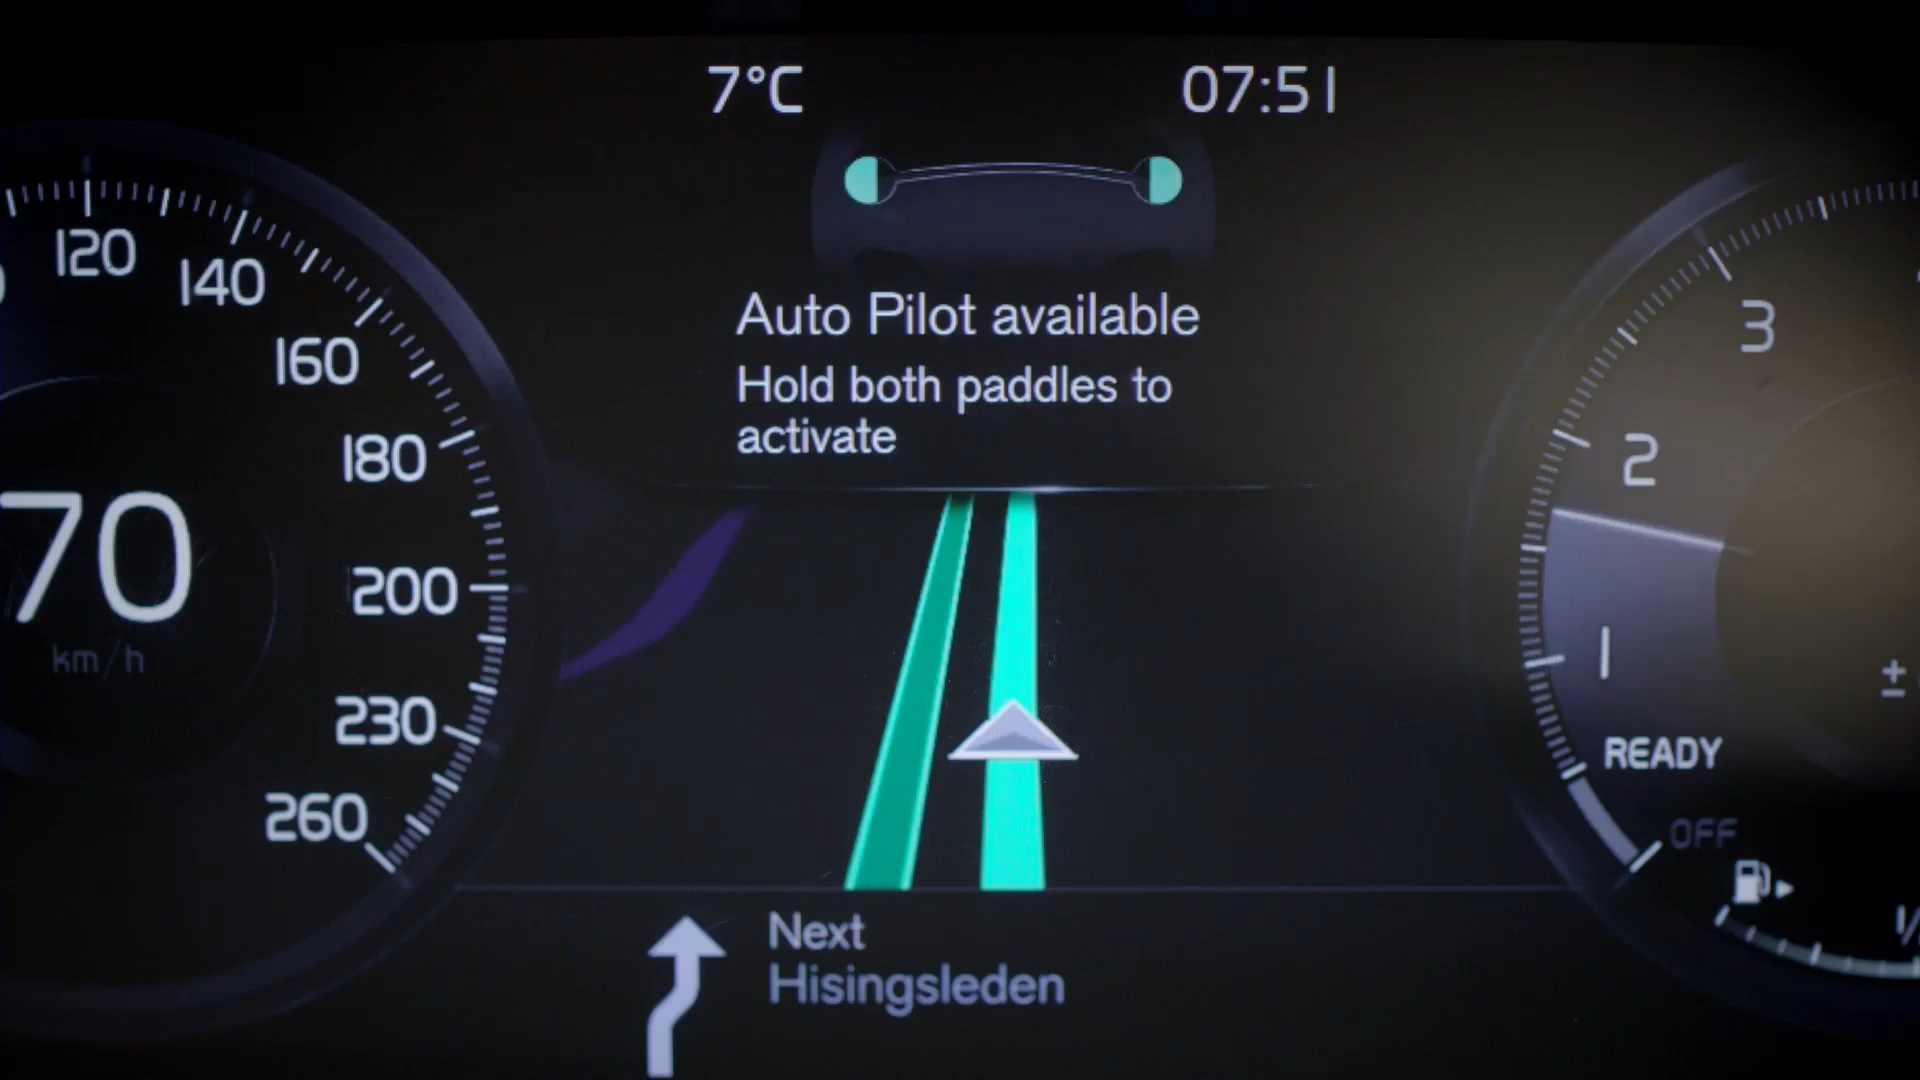 7°C
07:51
Auto Pilot available
Hold both paddles to
activate
120
140
160
180
200
230
260
70
km/h
3
2
1
±
READY
OFF
Next
Hisingsleden